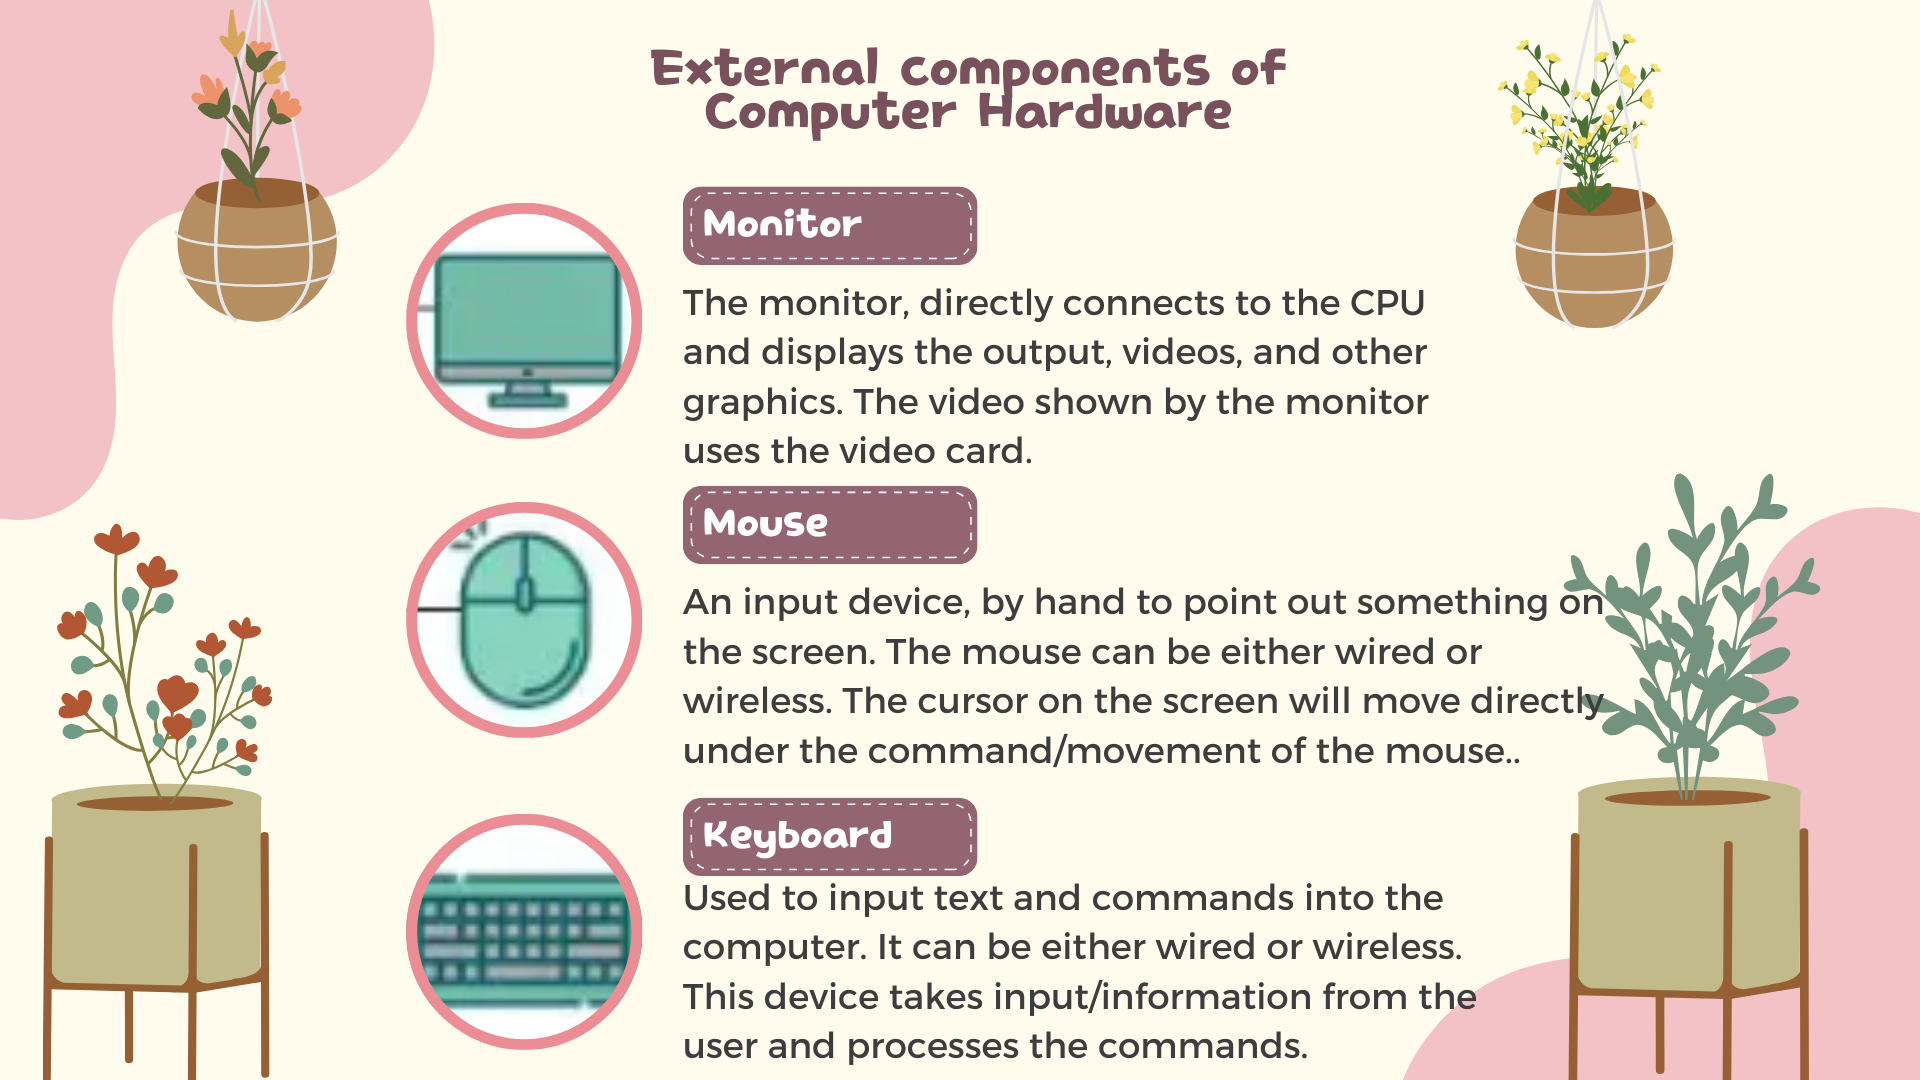 External components of
Computer Hardware
Monitor
The monitor, directly connects to the CPU
and displays the output, videos, and other
graphics. The video shown by the monitor
uses the video card.
Mouse
An input device, by hand to point out something on
the screen. The mouse can be either wired or
wireless. The cursor on the screen will move directly
under the command/movement of the mouse..
Keyboard
Used to input text and commands into the
computer. It can be either wired or wireless.
This device takes input/information from the
user and processes the commands.